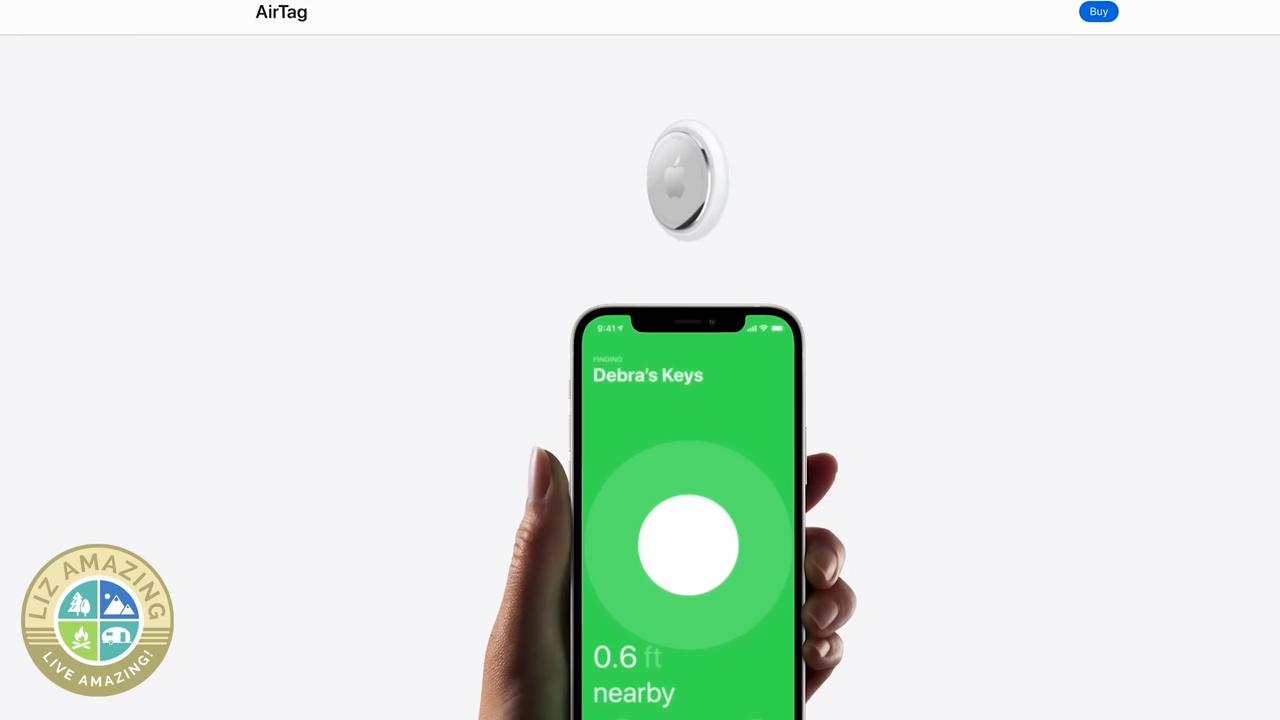 AirTag
Buy
9:41
FINDING
Debra's Keys
0.6 ft
nearby
LIZ AMAZING
LIVE AMAZING!